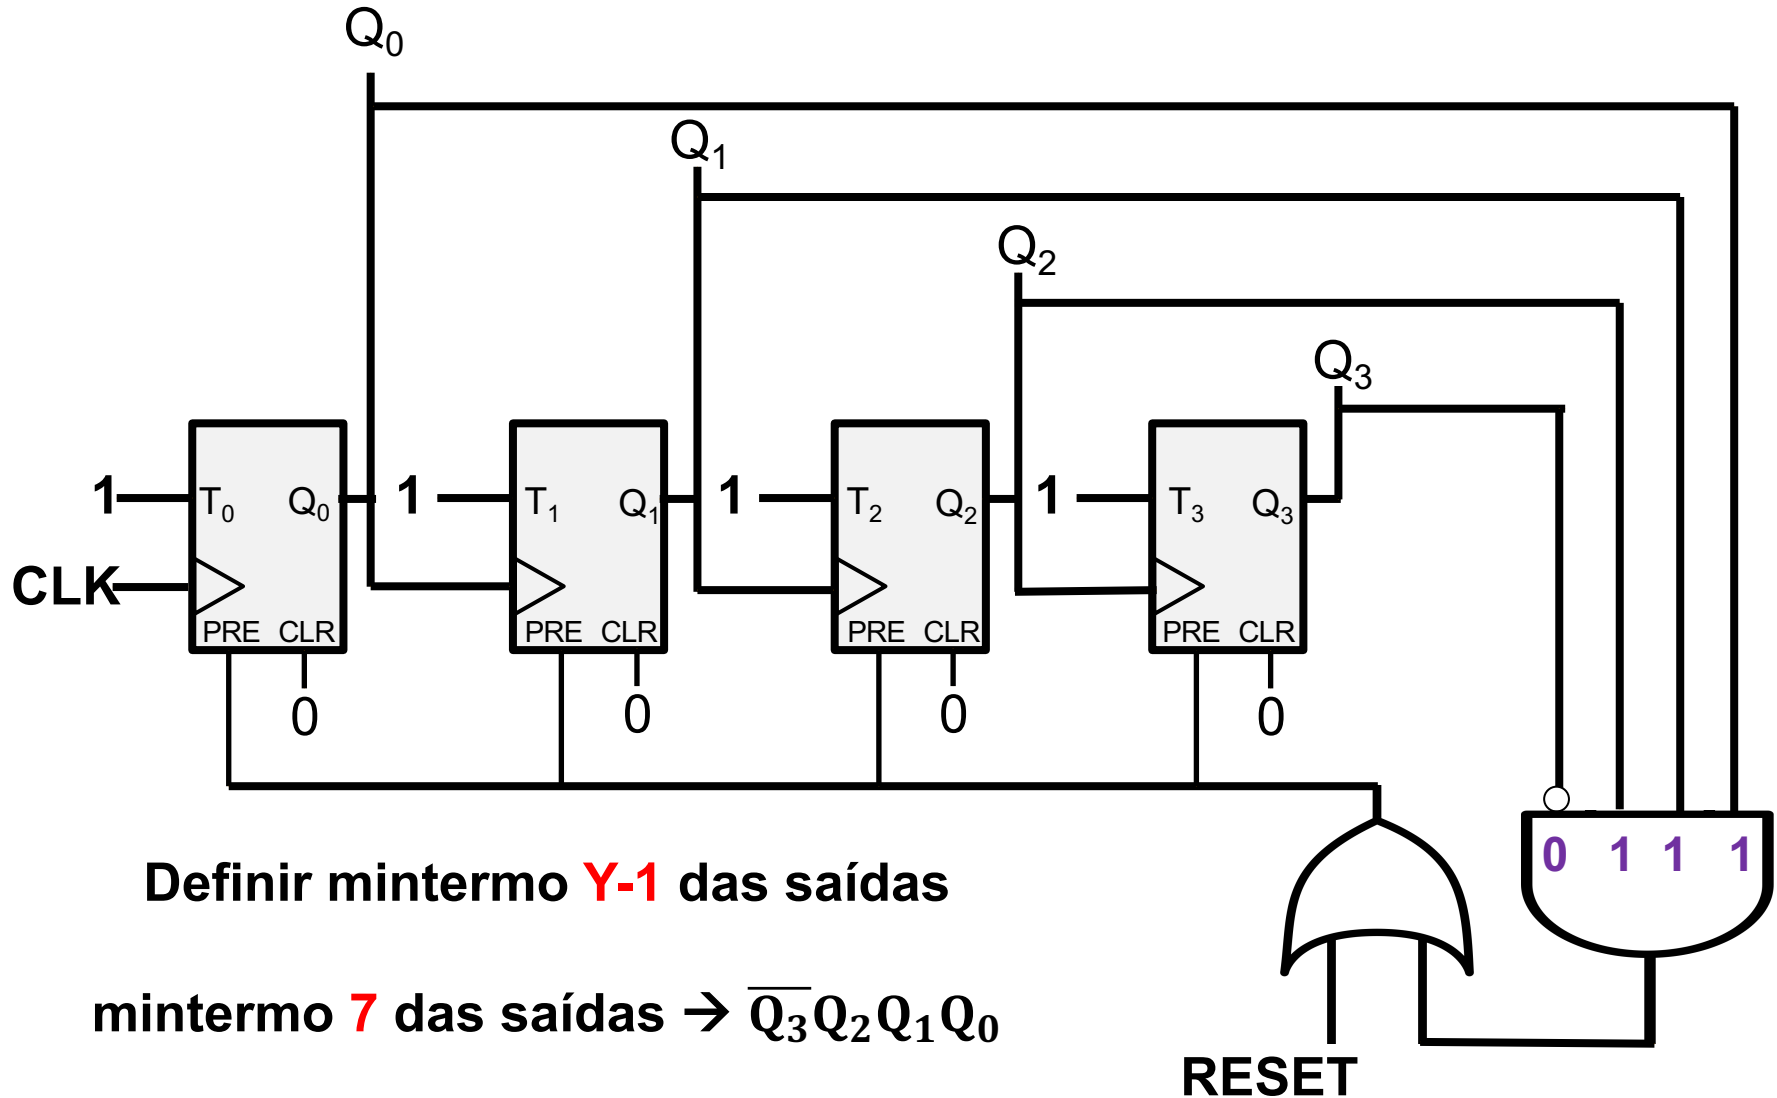 Q0
Q1
Q2
Q3
1 T0 Q0 1 T1 Q1 1 T2 Q2 1 T3 Q3
CLK
PRE CLR PRE CLR PRE CLR PRE CLR
0 0 0 0
0 1 1 1
Definir mintermo Y-1 das saídas
mintermo 7 das saídas → Q̅₃Q₂Q₁Q₀
RESET